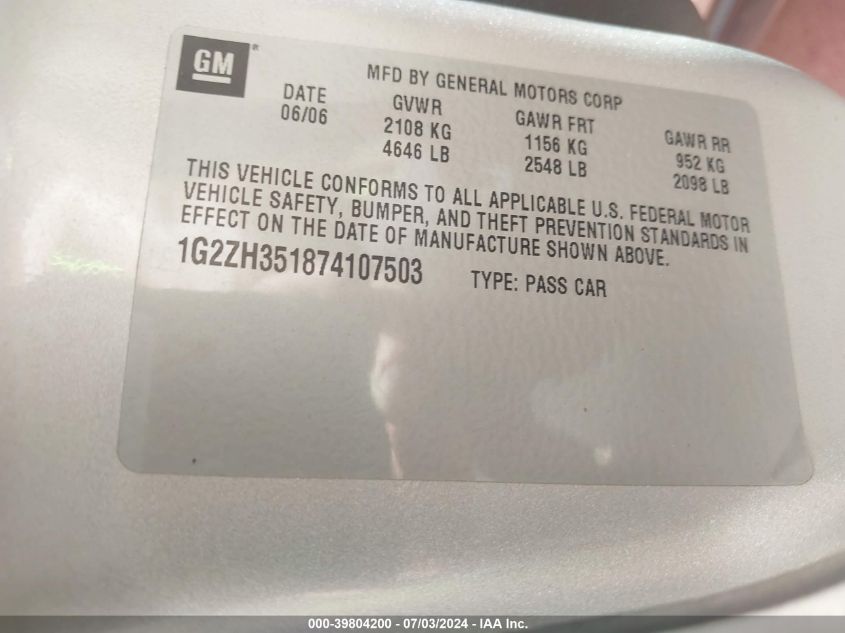 GM®
MFD BY GENERAL MOTORS CORP
DATE GVWR GAWR FRT GAWR RR
06/06 2108 KG 1156 KG 952 KG
4646 LB 2548 LB 2098 LB
THIS VEHICLE CONFORMS TO ALL APPLICABLE U.S. FEDERAL MOTOR
VEHICLE SAFETY, BUMPER, AND THEFT PREVENTION STANDARDS IN
EFFECT ON THE DATE OF MANUFACTURE SHOWN ABOVE.
1G2ZH351874107503 TYPE: PASS CAR
000-39804200 - 07/03/2024 - IAA Inc.